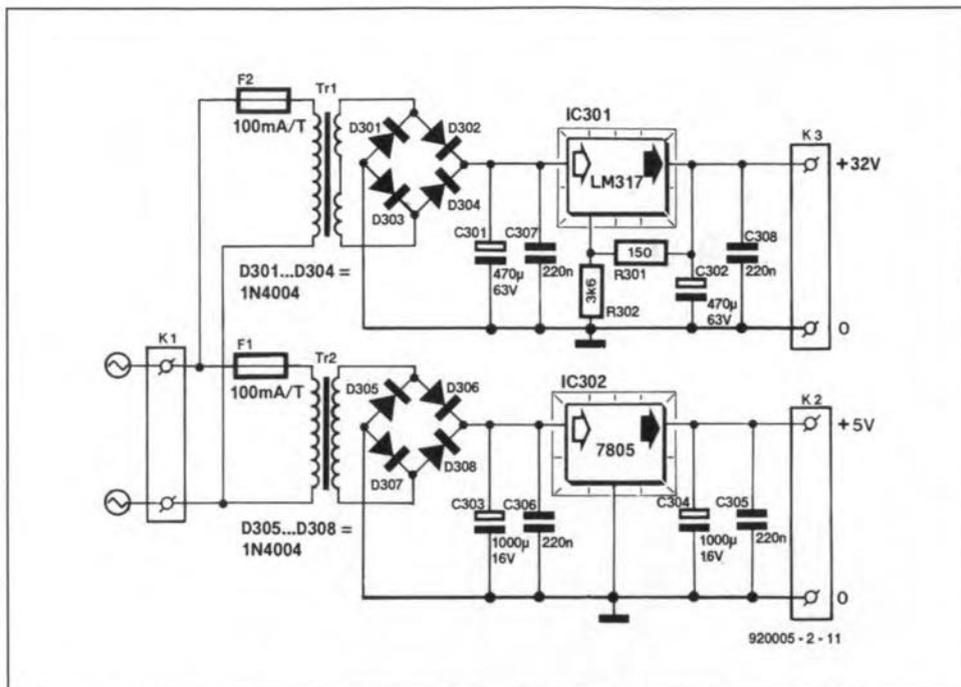 F2
100mA/T
Tr1
D301
D302
D303
D304
D301...D304 =
1N4004
C301
470µ
63V
C307
220n
IC301
LM317
150
R301
3k6
R302
C302
470µ
63V
C308
220n
K3
+32V
0
K1
F1
100mA/T
Tr2
D305
D306
D307
D308
D305...D308 =
1N4004
C303
1000µ
16V
C306
220n
IC302
7805
C304
1000µ
16V
C305
220n
K2
+5V
0
920005 - 2 - 11